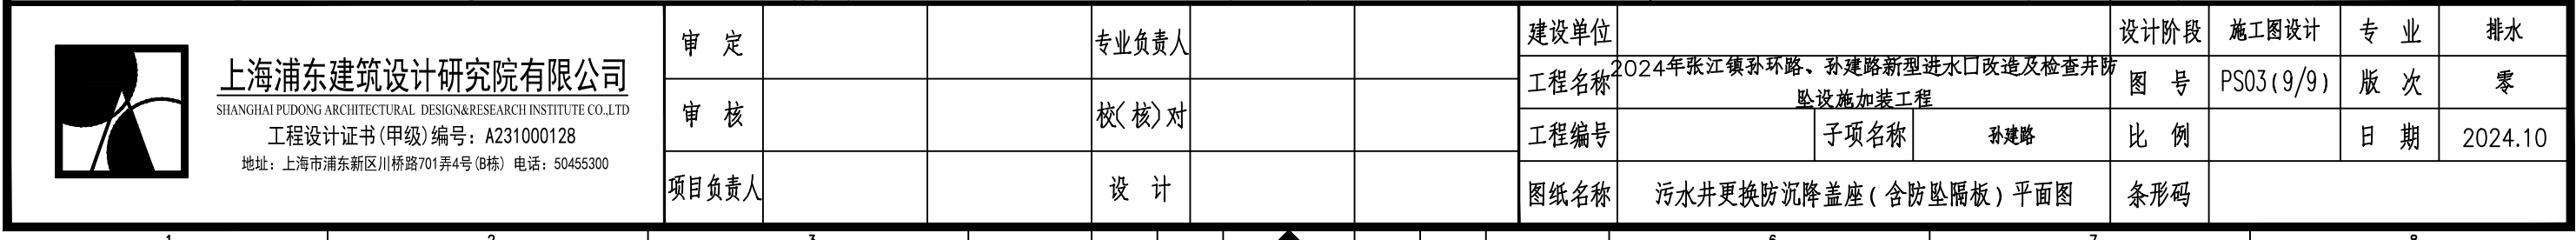 上海浦东建筑设计研究院有限公司
SHANGHAI PUDONG ARCHITECTURAL DESIGN&RESEARCH INSTITUTE CO.,LTD
工程设计证书(甲级)编号：A231000128
地址：上海市浦东新区川桥路701弄4号(B栋) 电话：50455300
审 定
专业负责人
审 核
校(核)对
项目负责人
设 计
建设单位
设计阶段 施工图设计 专 业 排水
工程名称 2024年张江镇孙环路、孙建路新型进水口改造及检查井防
坠设施加装工程
图 号 PS03(9/9) 版 次 零
工程编号 子项名称 孙建路 比 例 日 期 2024.10
图纸名称 污水井更换防沉降盖座(含防坠隔板)平面图 条形码
1 2 3 6 7 8